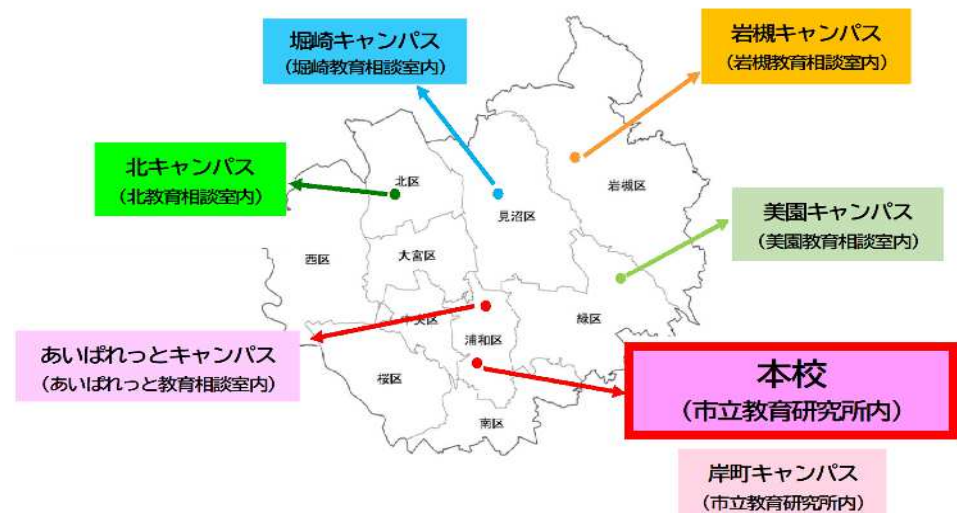 堀崎キャンパス
（堀崎教育相談室内）
岩槻キャンパス
（岩槻教育相談室内）
北キャンパス
（北教育相談室内）
北区
見沼区
岩槻区
美園キャンパス
（美園教育相談室内）
西区
大宮区
中央区
緑区
浦和区
あいぱれっとキャンパス
（あいぱれっと教育相談室内）
桜区
本校
（市立教育研究所内）
南区
岸町キャンパス
（市立教育研究所内）